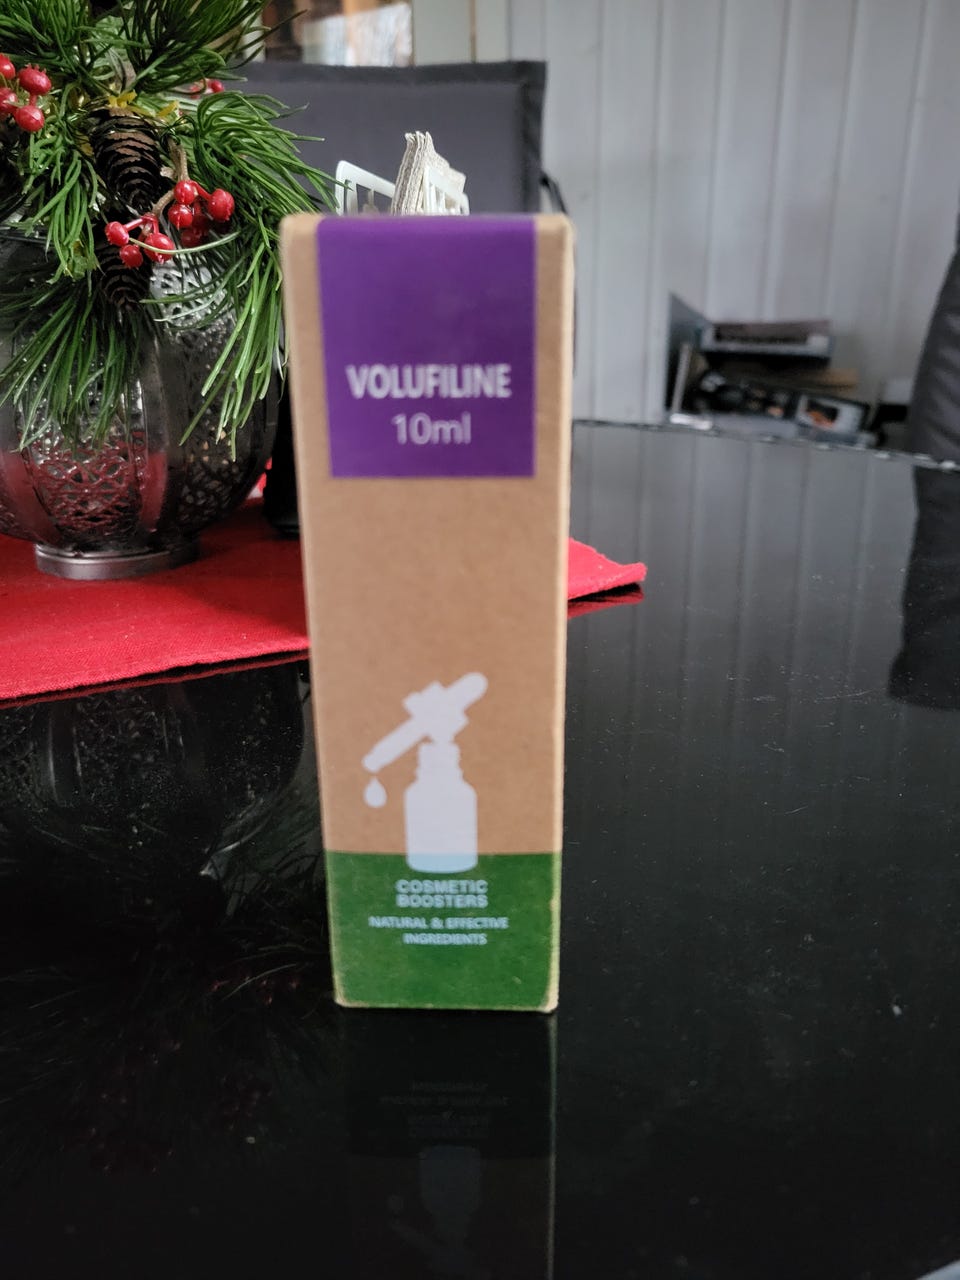 VOLUFILINE
10ml
COSMETIC
BOOSTERS
NATURAL & EFFECTIVE
INGREDIENTS